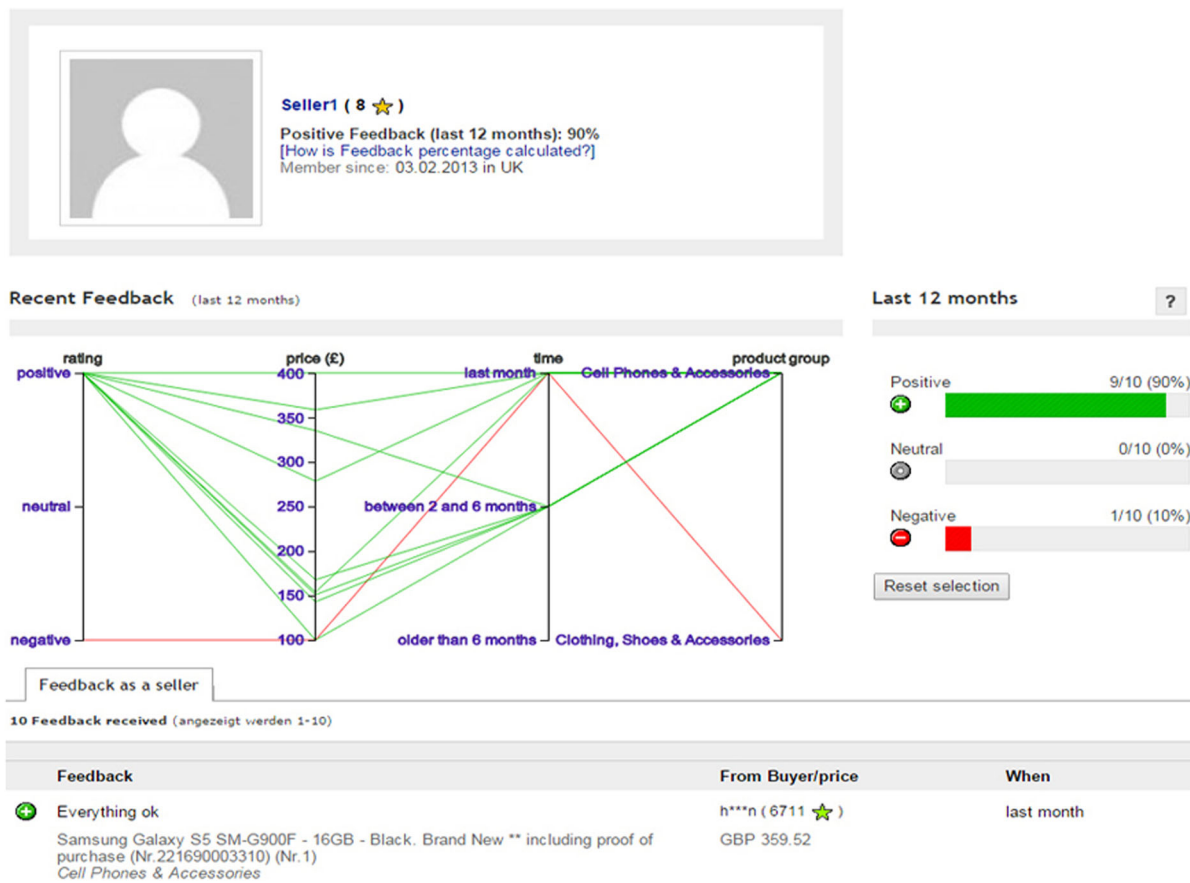 Seller1 ( 8 )
Positive Feedback (last 12 months): 90%
[How is Feedback percentage calculated?]
Member since: 03.02.2013 in UK
Recent Feedback (last 12 months)
Last 12 months ?
rating price (£) time product group
positive 400 last month Cell Phones & Accessories
350
300
neutral 250 between 2 and 6 months
200
150
negative 100 older than 6 months Clothing, Shoes & Accessories
Positive 9/10 (90%)
Neutral 0/10 (0%)
Negative 1/10 (10%)
Reset selection
Feedback as a seller
10 Feedback received (angezeigt werden 1-10)
Feedback From Buyer/price When
Everything ok h***n ( 6711 ) last month
Samsung Galaxy S5 SM-G900F - 16GB - Black. Brand New ** including proof of GBP 359.52
purchase (Nr.221690003310) (Nr.1)
Cell Phones & Accessories